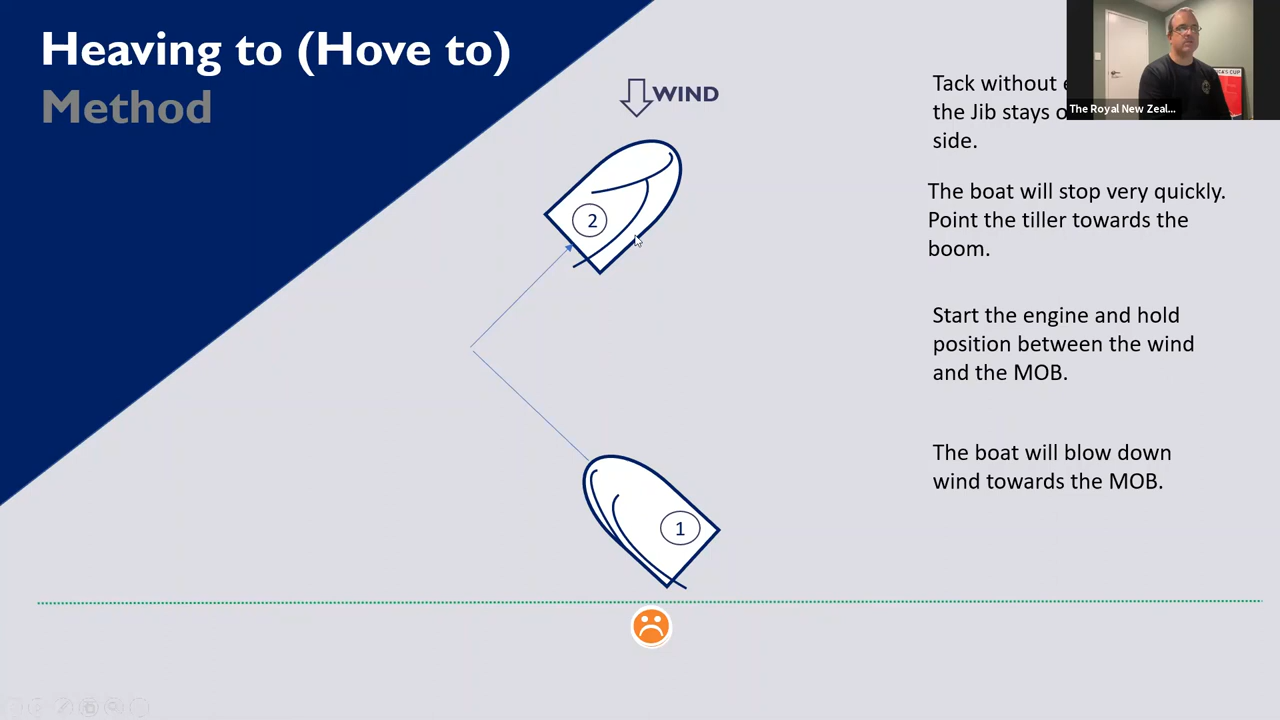 Heaving to (Hove to)
Method
WIND
Tack without
the Jib stays
side.
The boat will stop very quickly.
Point the tiller towards the
boom.
Start the engine and hold
position between the wind
and the MOB.
The boat will blow down
wind towards the MOB.
2
1
The Royal New Zeal...
CUP